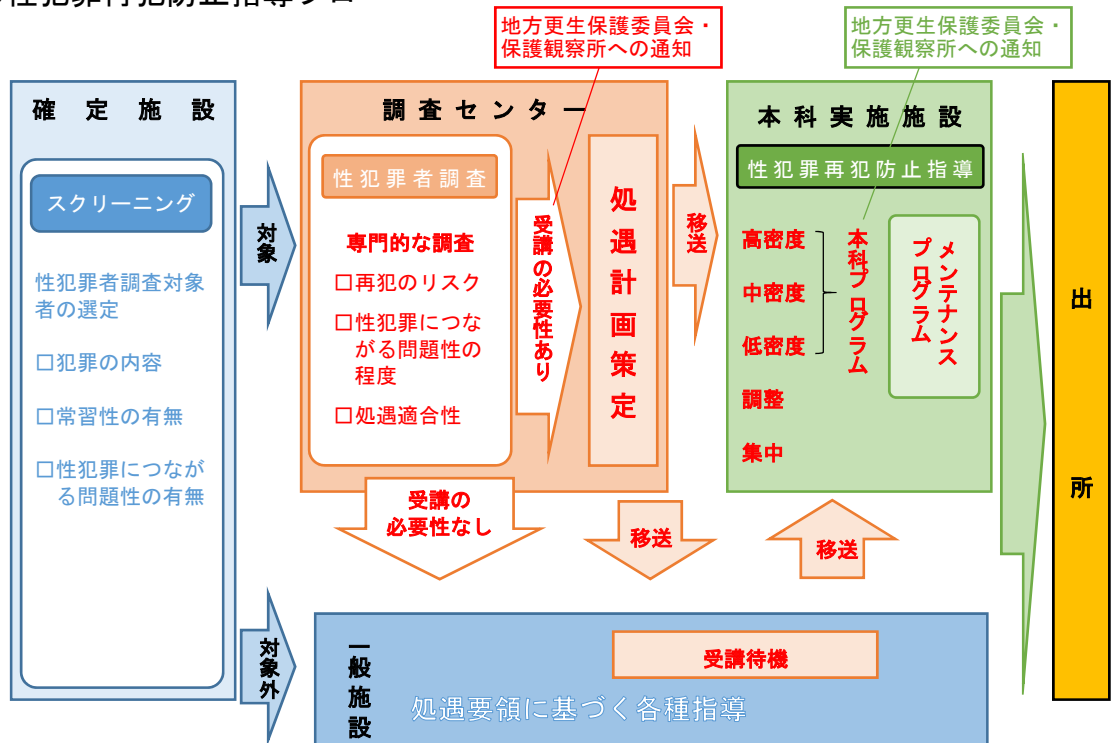 性犯罪再犯防止指導フロー
地方更生保護委員会・
保護観察所への通知
地方更生保護委員会・
保護観察所への通知
確定施設
スクリーニング
性犯罪者調査対象
者の選定
□犯罪の内容
□常習性の有無
□性犯罪につなが
る問題性の有無
対象
対象外
調査センター
性犯罪者調査
専門的な調査
□再犯のリスク
□性犯罪につな
がる問題性の
程度
□処遇適合性
受講の必要性あり
処遇計画策定
移送
受講の
必要性なし
移送
本科実施施設
性犯罪再犯防止指導
高密度
中密度
低密度
調整
集中
本科プログラム
メンテナンス
プログラム
移送
一般施設
受講待機
処遇要領に基づく各種指導
出所